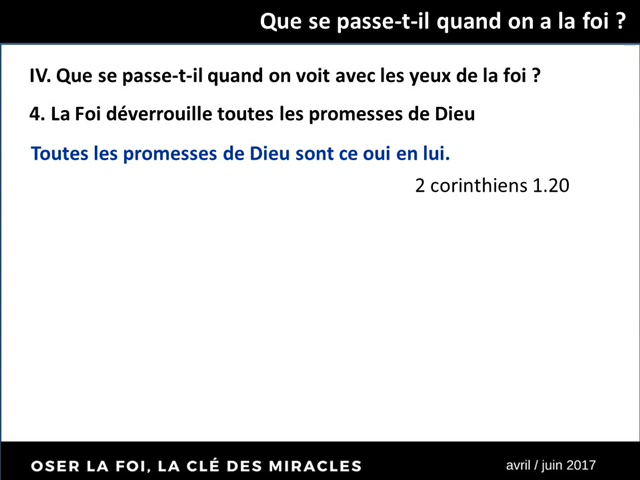 Que se passe-t-il quand on a la foi ?
IV. Que se passe-t-il quand on voit avec les yeux de la foi ?
4. La Foi déverrouille toutes les promesses de Dieu
Toutes les promesses de Dieu sont ce oui en lui.
2 corinthiens 1.20
OSER LA FOI, LA CLÉ DES MIRACLES
avril / juin 2017